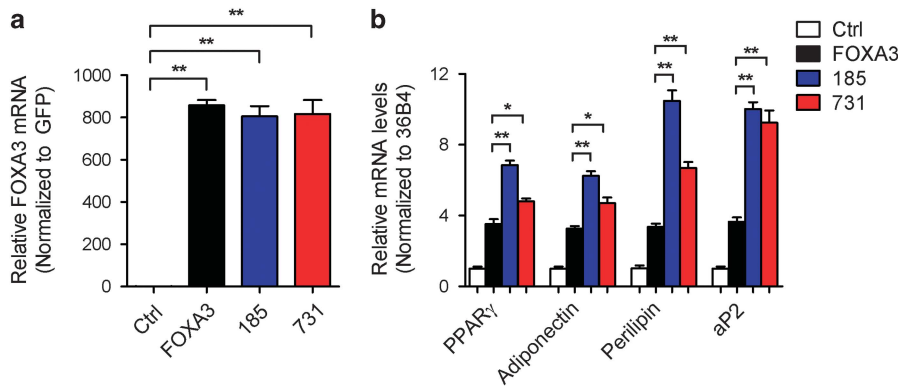 a
**
**
**
Relative FOXA3 mRNA
(Normalized to GFP)
1000
800
600
400
200
0
Ctrl
FOXA3
185
731
b
Ctrl
FOXA3
185
731
Relative mRNA levels
(Normalized to 36B4)
12
8
4
0
*
**
*
**
**
**
**
**
PPARγ
Adiponectin
Perilipin
aP2